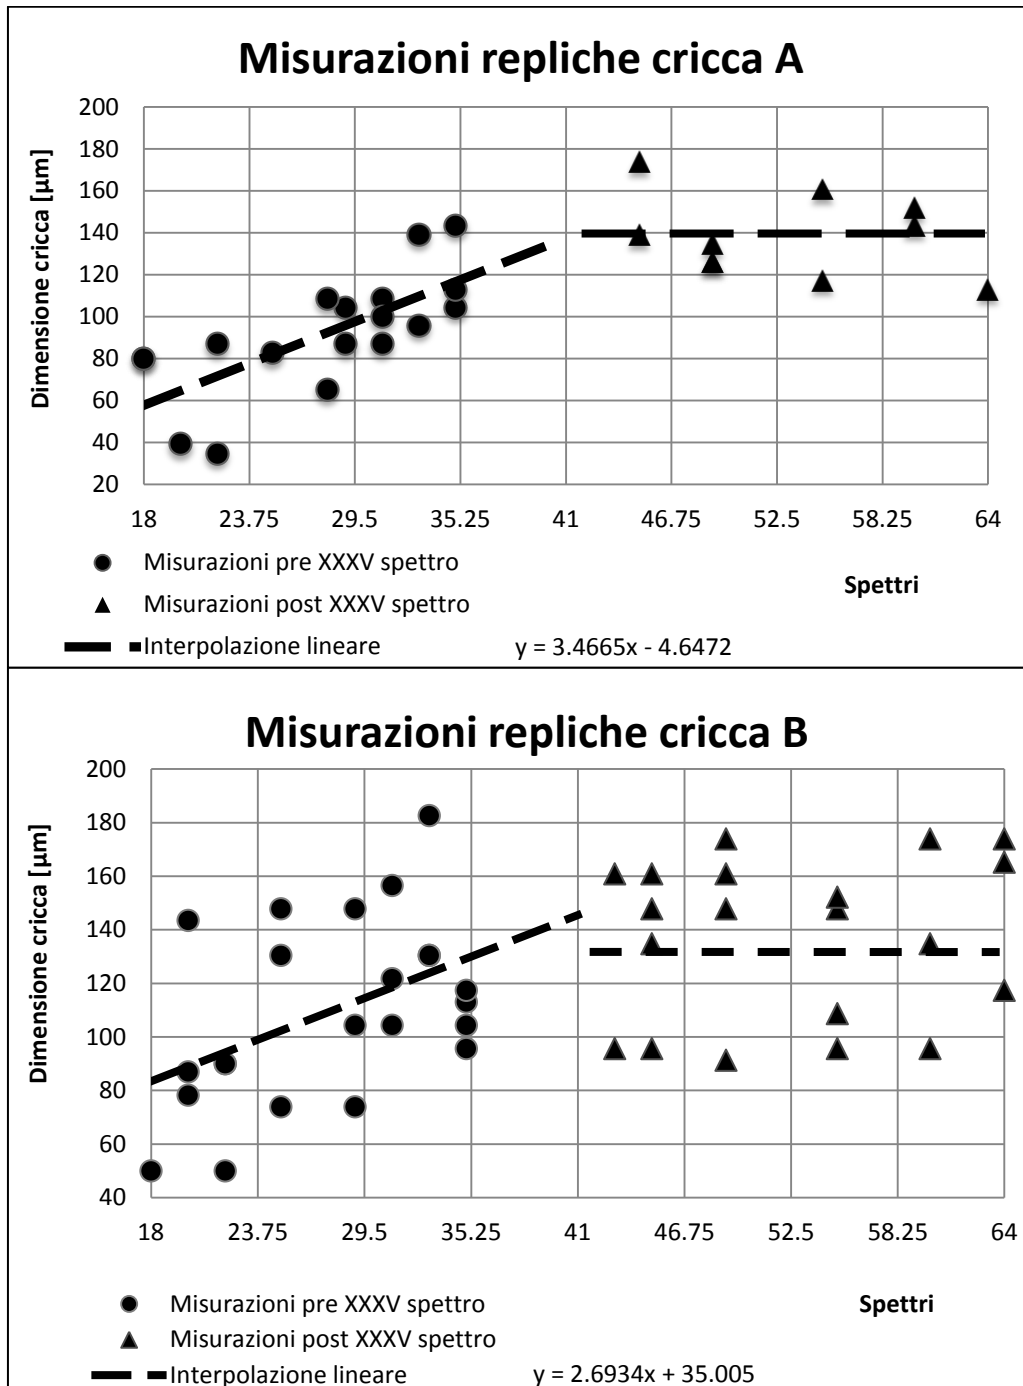 Misurazioni repliche cricca A
Dimensione cricca [µm]
200
180
160
140
120
100
80
60
40
20
18 23.75 29.5 35.25 41 46.75 52.5 58.25 64
Misurazioni pre XXXV spettro
Spettri
Misurazioni post XXXV spettro
Interpolazione lineare y = 3.4665x - 4.6472
Misurazioni repliche cricca B
Dimensione cricca [µm]
200
180
160
140
120
100
80
60
40
18 23.75 29.5 35.25 41 46.75 52.5 58.25 64
Misurazioni pre XXXV spettro Spettri
Misurazioni post XXXV spettro
Interpolazione lineare y = 2.6934x + 35.005